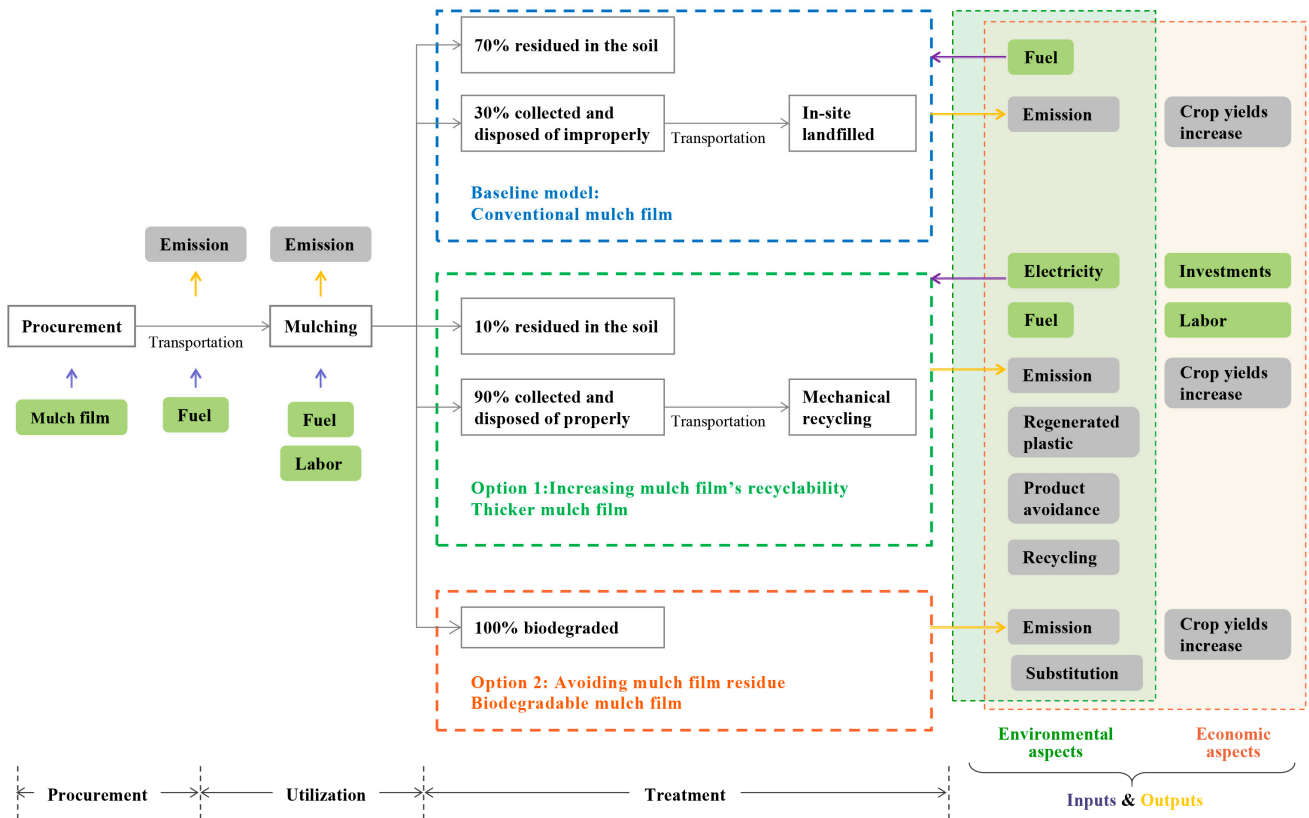 70% residued in the soil
30% collected and
disposed of improperly
Transportation
In-site
landfilled
Baseline model:
Conventional mulch film
Fuel
Emission
Crop yields
increase
Emission
Emission
Procurement
Transportation
Mulching
Mulch film
Fuel
Fuel
Labor
10% residued in the soil
90% collected and
disposed of properly
Transportation
Mechanical
recycling
Option 1:Increasing mulch film's recyclability
Thicker mulch film
Electricity
Investments
Fuel
Labor
Emission
Crop yields
increase
Regenerated
plastic
Product
avoidance
Recycling
100% biodegraded
Option 2: Avoiding mulch film residue
Biodegradable mulch film
Emission
Crop yields
increase
Substitution
Environmental
aspects
Economic
aspects
Procurement
Utilization
Treatment
Inputs & Outputs